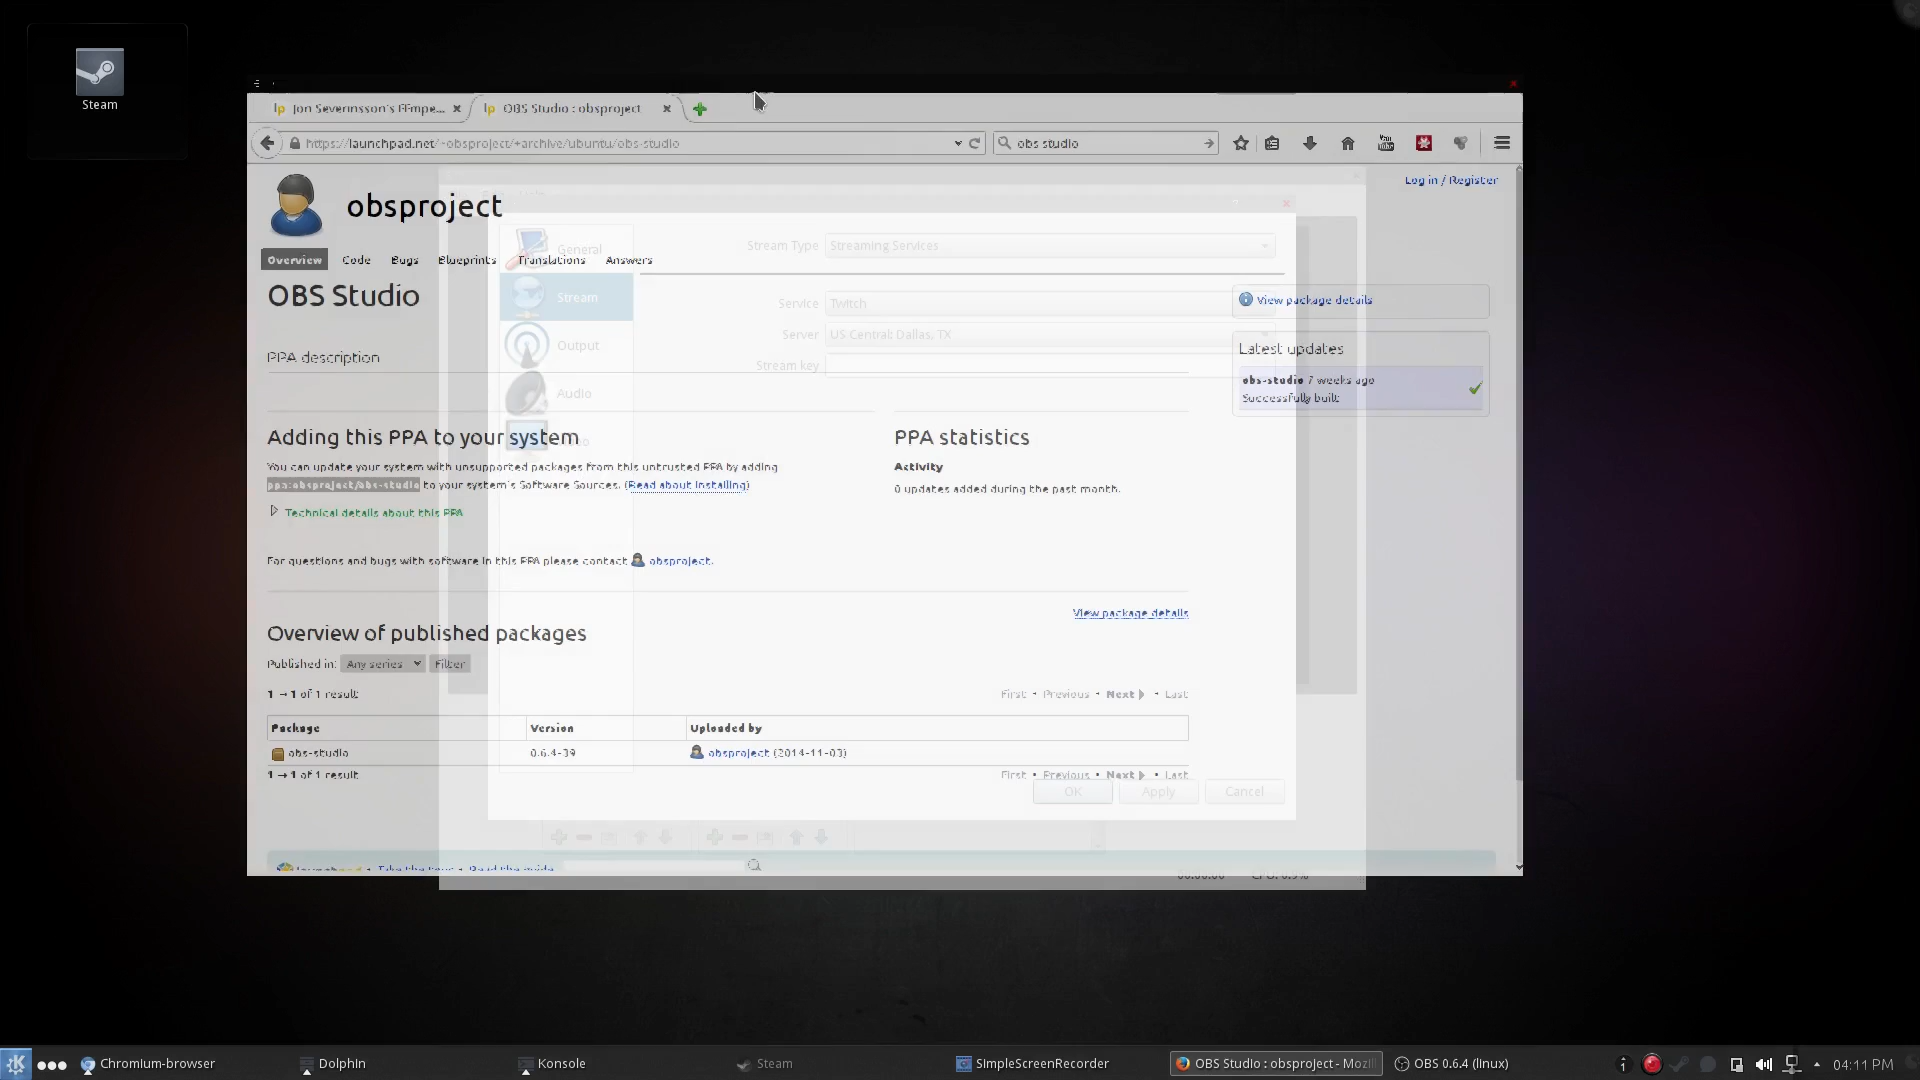 Steam
Jon Severinsson's FFmpe...
OBS Studio : obsproject
https://launchpad.net/~obsproject/+archive/ubuntu/obs-studio
obs studio
Log in / Register
obsproject
General
Stream Type
Streaming Services
Overview
Code
Bugs
Blueprints
Translations
Answers
OBS Studio
Stream
Service
Twitch
View package details
Server
US Central: Dallas, TX
Output
Latest updates
PPA description
Stream key
obs-studio 7 weeks ago
Successfully built
Audio
Adding this PPA to your system
PPA statistics
You can update your system with unsupported packages from this untrusted PPA by adding
ppa:obsproject/obs-studio to your system's Software Sources. (Read about installing)
Activity
0 updates added during the past month.
Technical details about this PPA
For questions and bugs with software in this PPA please contact obsproject.
View package details
Overview of published packages
Published in: Any series Filter
1 → 1 of 1 result
First • Previous • Next • Last
Package Version Uploaded by
obs-studio 0.6.4-39 obsproject (2014-11-03)
1 → 1 of 1 result
First • Previous • Next • Last
OK
Apply
Cancel
• Take the tour • Read the guide
Chromium-browser
Dolphin
Konsole
Steam
SimpleScreenRecorder
OBS Studio : obsproject - Mozil
OBS 0.6.4 (linux)
04:11 PM